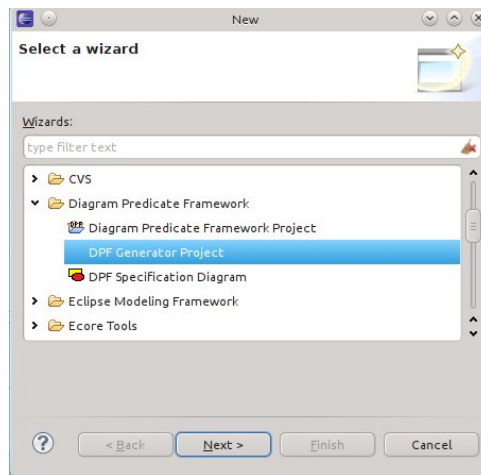 New
Select a wizard
Wizards:
type filter text
CVS
Diagram Predicate Framework
Diagram Predicate Framework Project
DPF Generator Project
DPF Specification Diagram
Eclipse Modeling Framework
Ecore Tools
? < Back Next > Finish Cancel